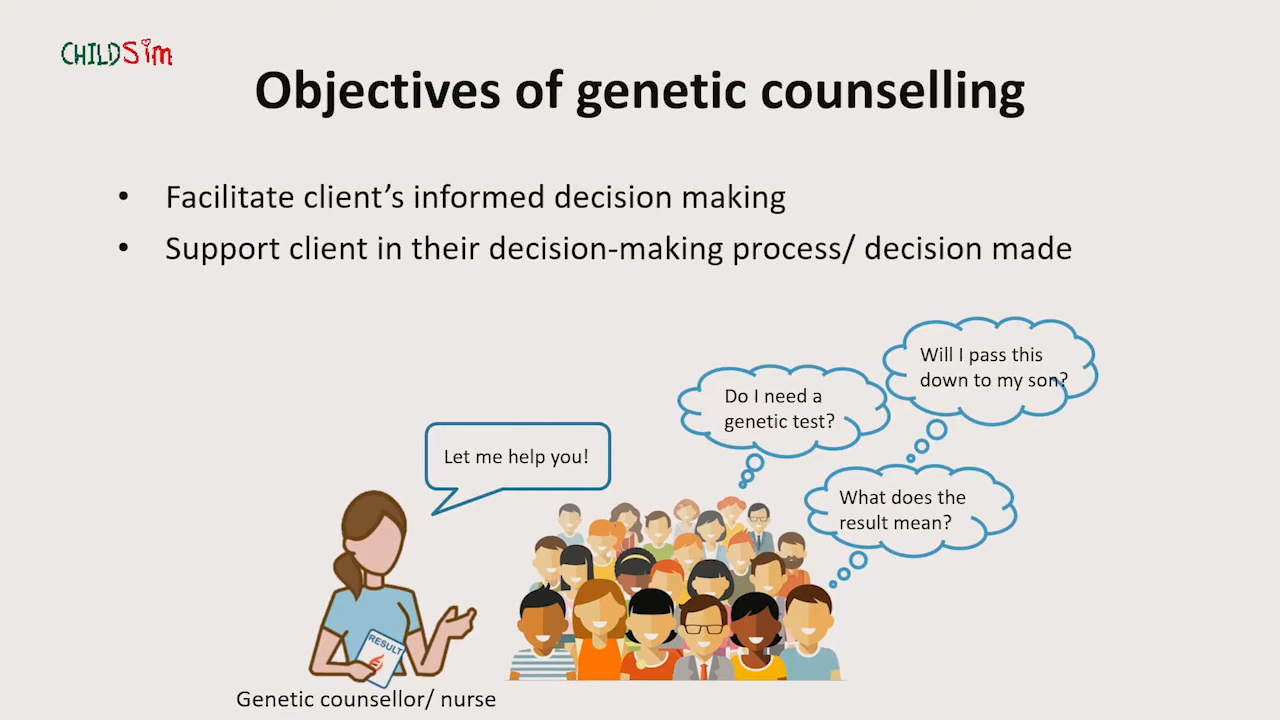 CHILDSim
Objectives of genetic counselling
• Facilitate client’s informed decision making
• Support client in their decision-making process/ decision made
Will I pass this
down to my son?
Do I need a
genetic test?
Let me help you!
What does the
result mean?
RESULT
Genetic counsellor/ nurse